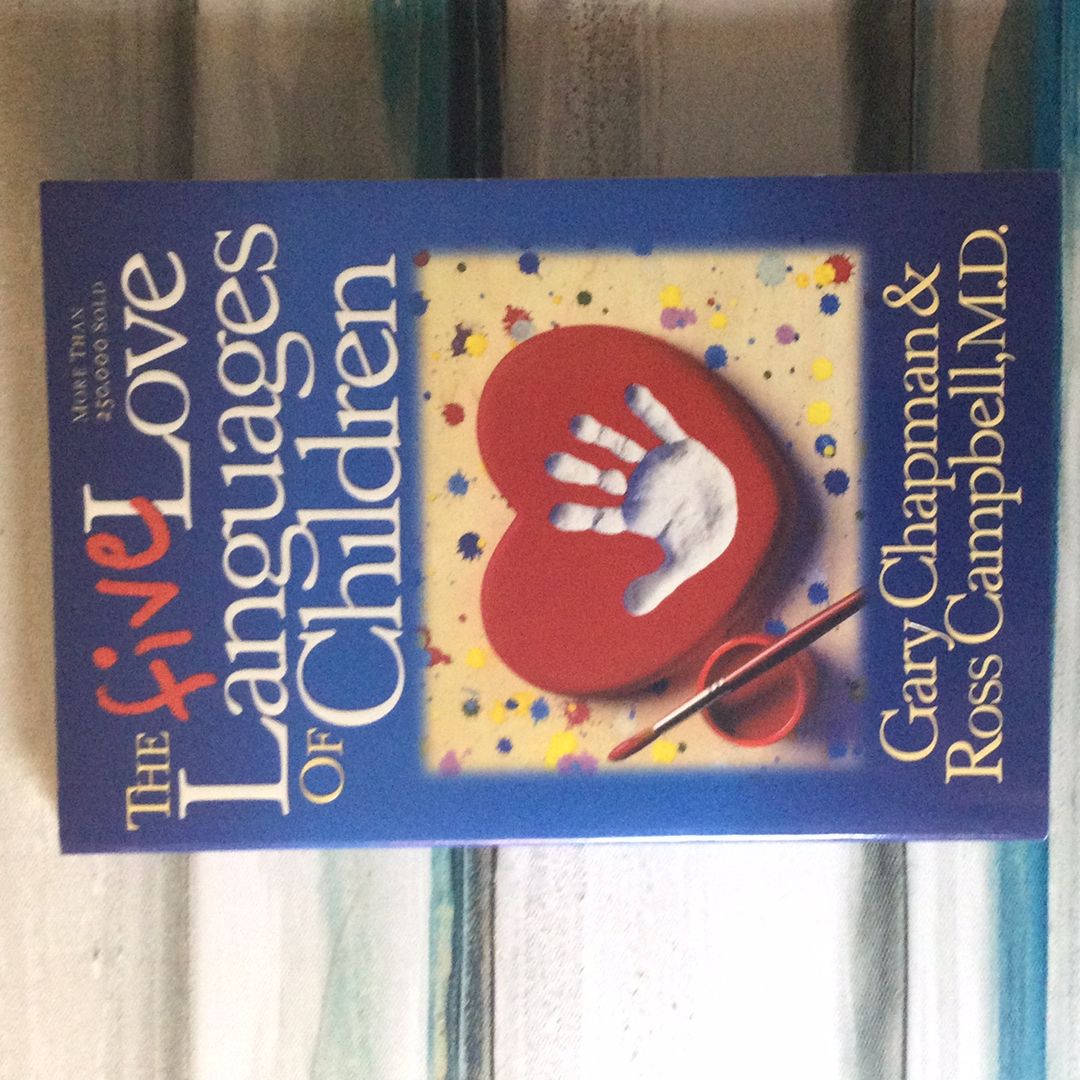 MORE THAN
250,000 SOLD
THE five LOVE
Languages
OF Children
Gary Chapman &
Ross Campbell, M.D.